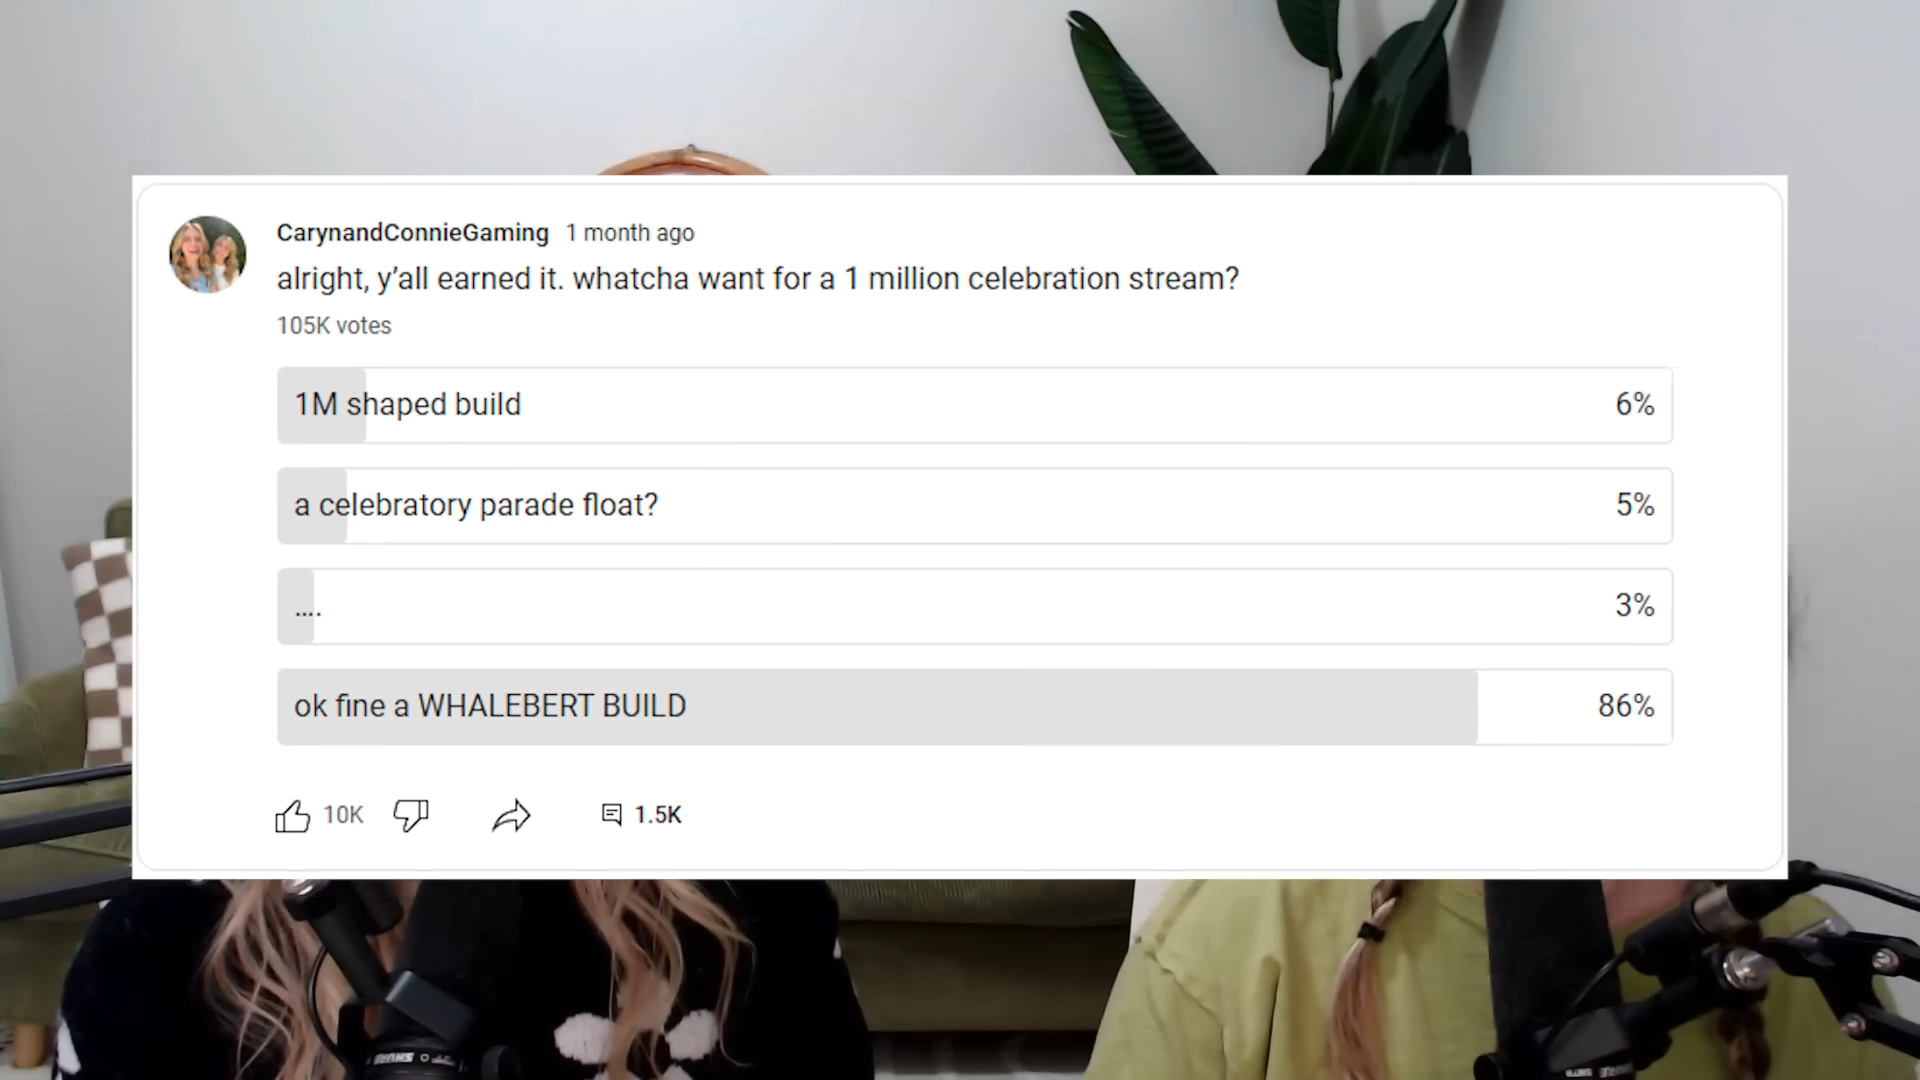 CarynandConnieGaming 1 month ago
alright, y’all earned it. whatcha want for a 1 million celebration stream?
105K votes
1M shaped build 6%
a celebratory parade float? 5%
.... 3%
ok fine a WHALEBERT BUILD 86%
10K 1.5K
SHURE